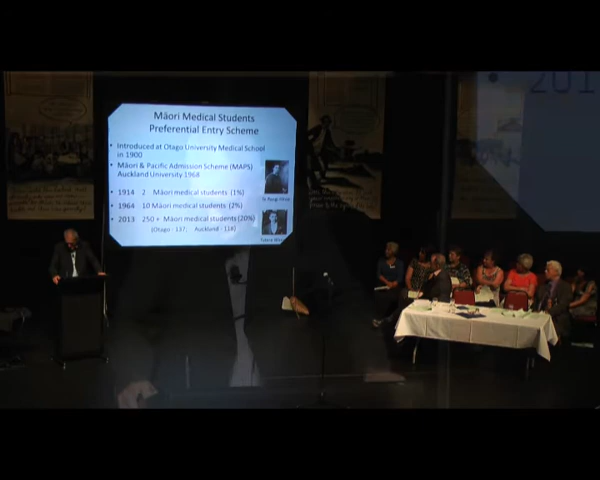 Māori Medical Students
Preferential Entry Scheme
• Introduced at Otago University Medical School
in 1900
• Māori & Pacific Admission Scheme (MAPS)
Auckland University 1968
• 1914 2 Māori medical students (1%)
• 1964 10 Māori medical students (2%)
• 2013 250 + Māori medical students (20%)
(Otago - 137; Auckland - 118)
201